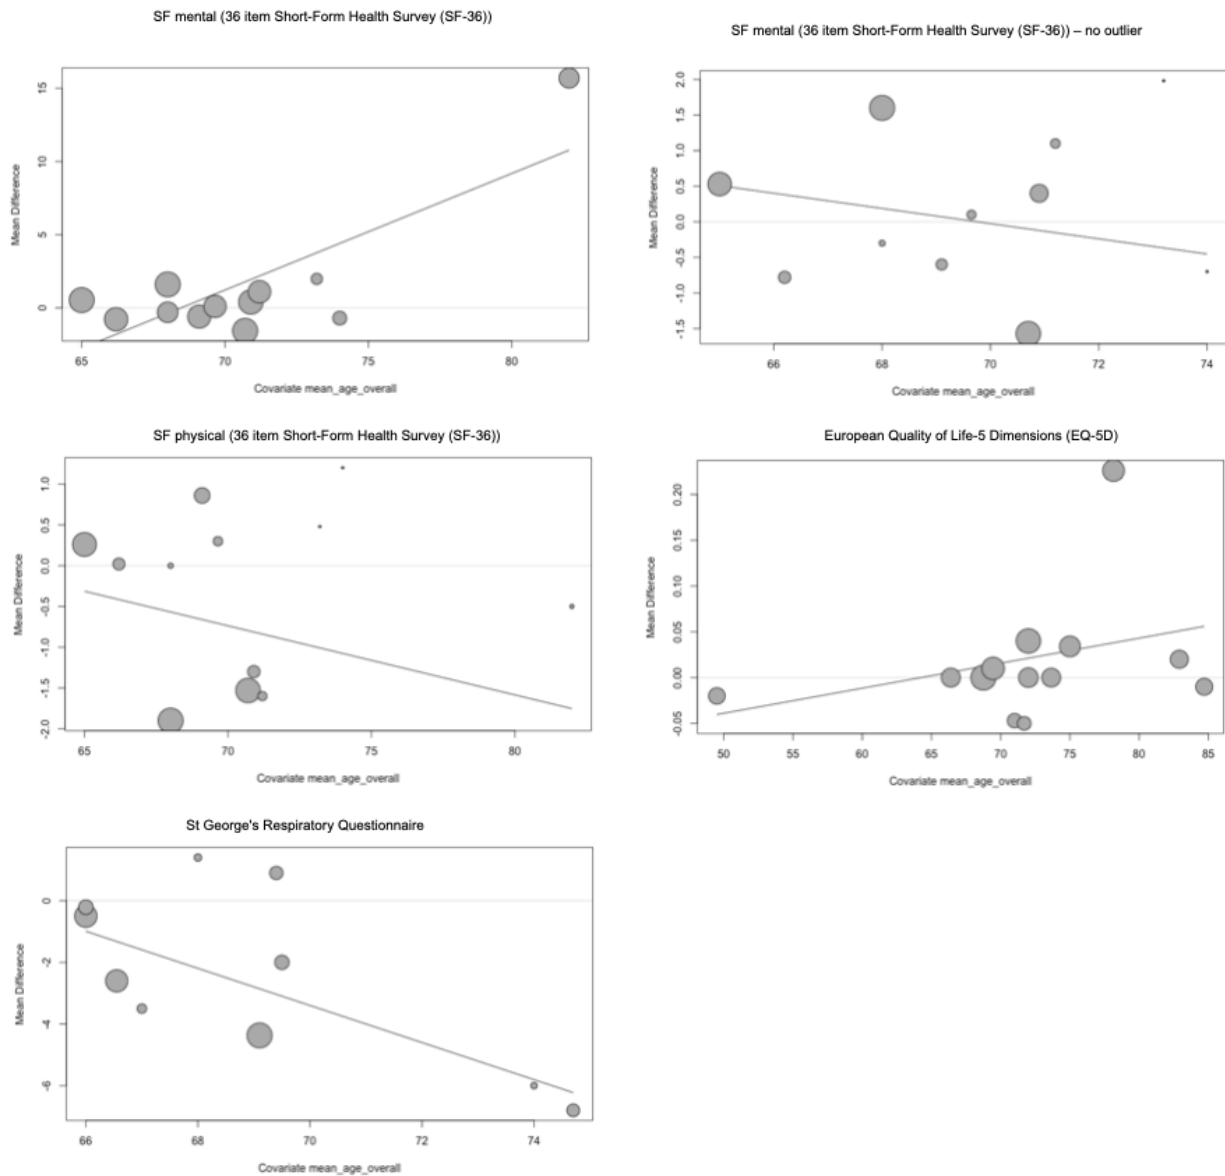 SF mental (36 item Short-Form Health Survey (SF-36))
15
10
5
0
Mean Difference
65 70 75 80
Covariate mean_age_overall
SF mental (36 item Short-Form Health Survey (SF-36)) – no outlier
2.0
1.5
1.0
0.5
0.0
-0.5
-1.0
-1.5
Mean Difference
66 68 70 72 74
Covariate mean_age_overall
SF physical (36 item Short-Form Health Survey (SF-36))
1.0
0.5
0.0
-0.5
-1.0
-1.5
-2.0
Mean Difference
65 70 75 80
Covariate mean_age_overall
European Quality of Life-5 Dimensions (EQ-5D)
0.20
0.15
0.10
0.05
0.00
-0.05
Mean Difference
50 55 60 65 70 75 80 85
Covariate mean_age_overall
St George's Respiratory Questionnaire
0
-2
-4
-6
Mean Difference
66 68 70 72 74
Covariate mean_age_overall